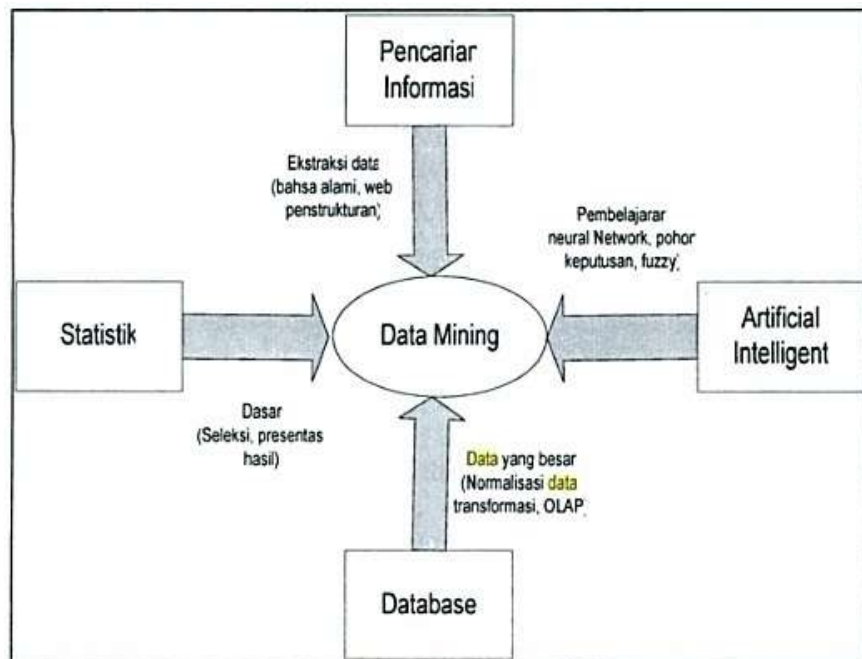 Pencarian
Informasi
Ekstraksi data
(bahsa alami, web
penstrukturan)
Pembelajarar
neural Network, pohor
keputusan, fuzzy)
Statistik
Data Mining
Artificial
Intelligent
Dasar
(Seleksi, presentas
hasil)
Data yang besar
(Normalisasi data
transformasi, OLAP
Database